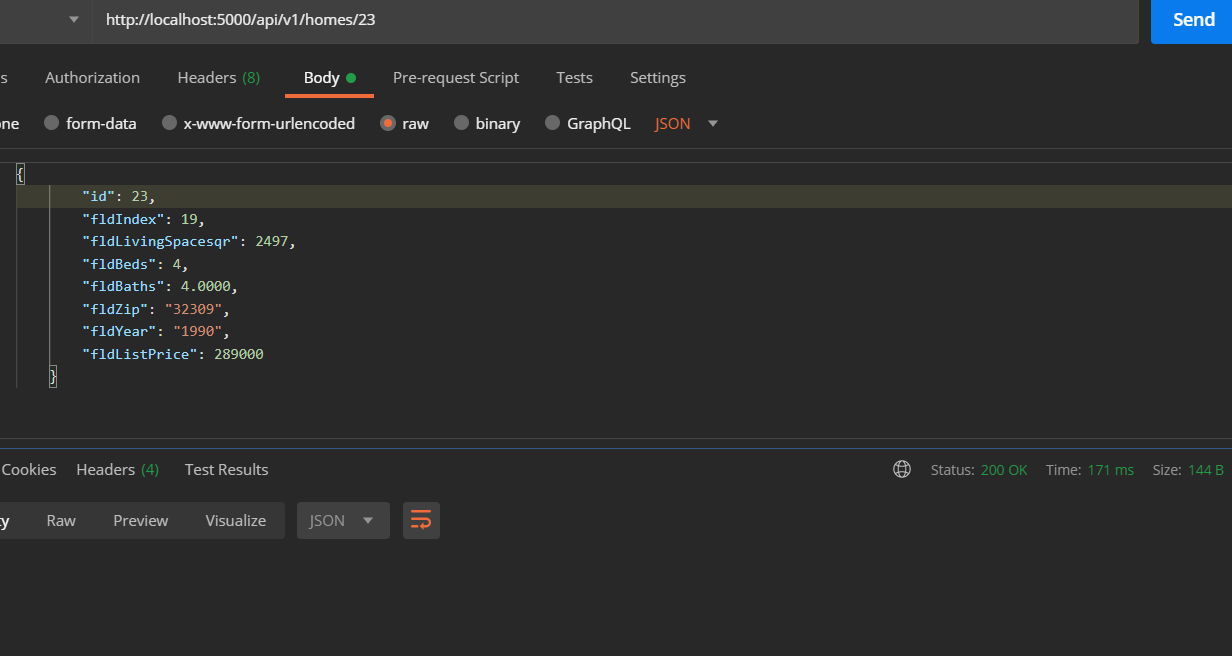 http://localhost:5000/api/v1/homes/23 Send
s Authorization Headers (8) Body Pre-request Script Tests Settings
one form-data x-www-form-urlencoded raw binary GraphQL JSON
{
"id": 23,
"fldIndex": 19,
"fldLivingSpacesqr": 2497,
"fldBeds": 4,
"fldBaths": 4.0000,
"fldZip": "32309",
"fldYear": "1990",
"fldListPrice": 289000
}
Cookies Headers (4) Test Results Status: 200 OK Time: 171 ms Size: 144 B
ty Raw Preview Visualize JSON